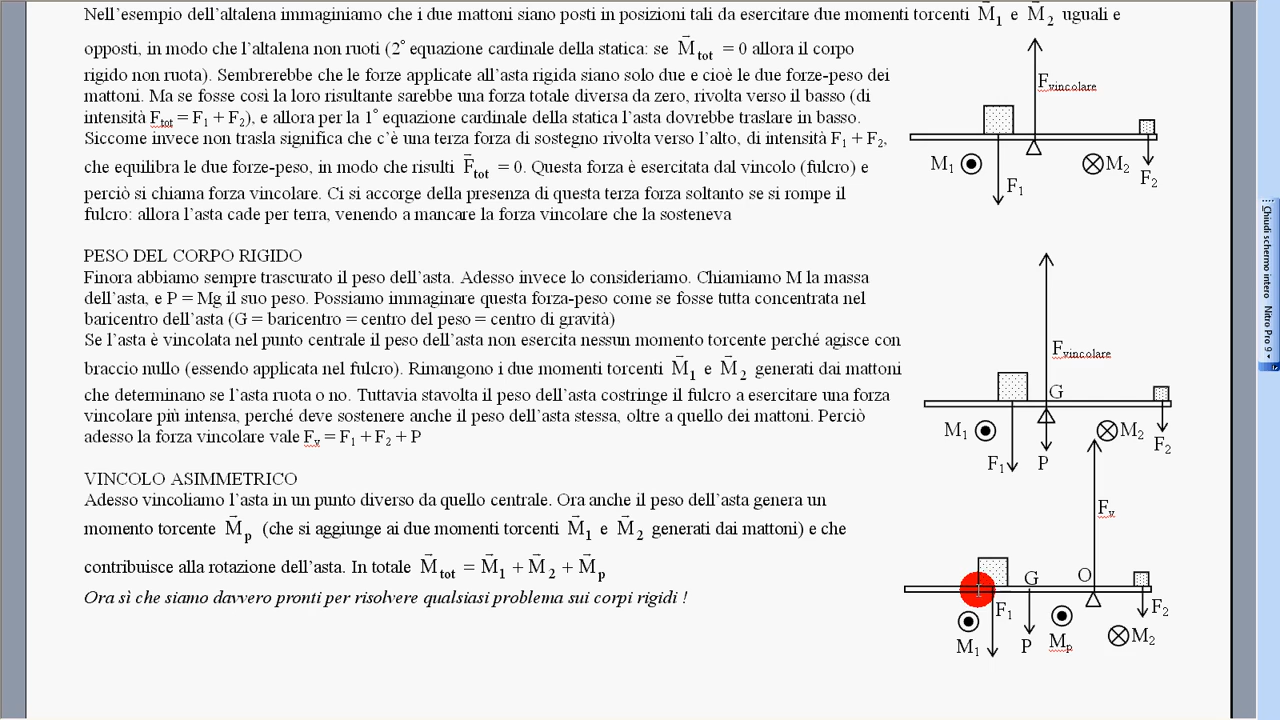 Nell'esempio dell'altalena immaginiamo che i due mattoni siano posti in posizioni tali da esercitare due momenti torcenti M⃗1 e M⃗2 uguali e
opposti, in modo che l'altalena non ruoti (2° equazione cardinale della statica: se M⃗tot = 0 allora il corpo
rigido non ruota). Sembrerebbe che le forze applicate all'asta rigida siano solo due e cioè le due forze-peso dei
mattoni. Ma se fosse così la loro risultante sarebbe una forza totale diversa da zero, rivolta verso il basso (di
intensità Ftot = F1 + F2), e allora per la 1° equazione cardinale della statica l'asta dovrebbe traslare in basso.
Siccome invece non trasla significa che c'è una terza forza di sostegno rivolta verso l'alto, di intensità F1 + F2,
che equilibra le due forze-peso, in modo che risulti F⃗tot = 0. Questa forza è esercitata dal vincolo (fulcro) e
perciò si chiama forza vincolare. Ci si accorge della presenza di questa terza forza soltanto se si rompe il
fulcro: allora l'asta cade per terra, venendo a mancare la forza vincolare che la sosteneva
Fvincolare
M1
F1
M2
F2
PESO DEL CORPO RIGIDO
Finora abbiamo sempre trascurato il peso dell'asta. Adesso invece lo consideriamo. Chiamiamo M la massa
dell'asta, e P = Mg il suo peso. Possiamo immaginare questa forza-peso come se fosse tutta concentrata nel
baricentro dell'asta (G = baricentro = centro del peso = centro di gravità)
Se l'asta è vincolata nel punto centrale il peso dell'asta non esercita nessun momento torcente perché agisce con
braccio nullo (essendo applicata nel fulcro). Rimangono i due momenti torcenti M⃗1 e M⃗2 generati dai mattoni
che determinano se l'asta ruota o no. Tuttavia stavolta il peso dell'asta costringe il fulcro a esercitare una forza
vincolare più intensa, perché deve sostenere anche il peso dell'asta stessa, oltre a quello dei mattoni. Perciò
adesso la forza vincolare vale Fv = F1 + F2 + P
Fvincolare
G
M1
M2
F2
F1
P
VINCOLO ASIMMETRICO
Adesso vincoliamo l'asta in un punto diverso da quello centrale. Ora anche il peso dell'asta genera un
momento torcente M⃗p (che si aggiunge ai due momenti torcenti M⃗1 e M⃗2 generati dai mattoni) e che
contribuisce alla rotazione dell'asta. In totale M⃗tot = M⃗1 + M⃗2 + M⃗p
Ora sì che siamo davvero pronti per risolvere qualsiasi problema sui corpi rigidi !
Fv
G
O
F1
F2
M1
P
Mp
M2
Chiudi schermo intero Nitro Pro 9